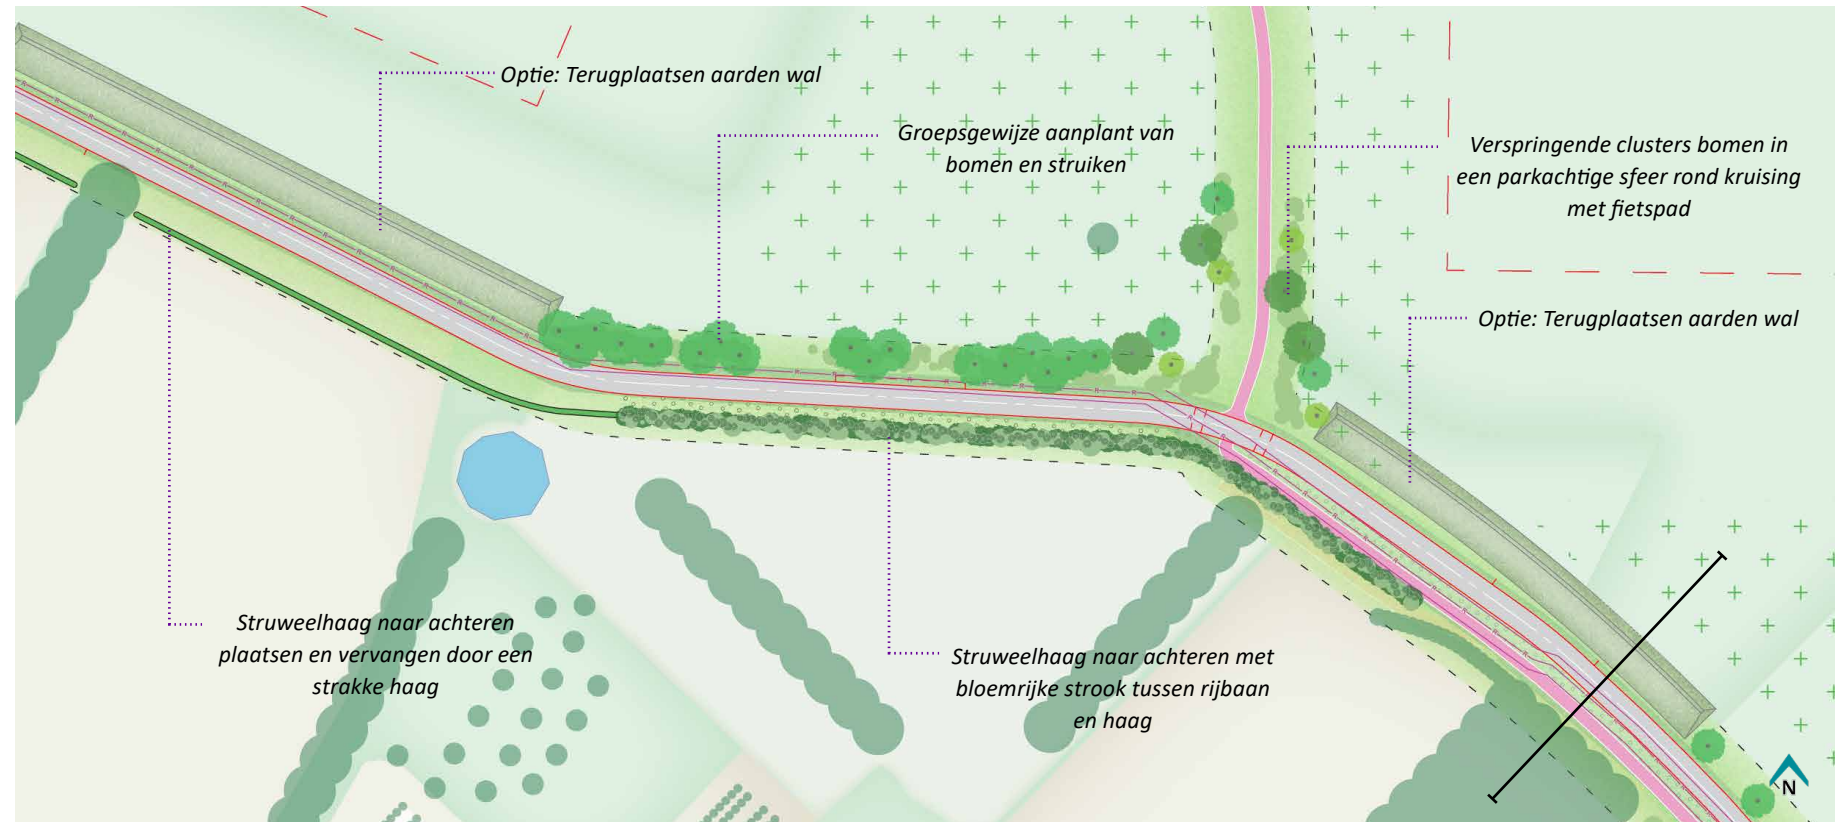 Optie: Terugplaatsen aarden wal
Groepsgewijze aanplant van
bomen en struiken
Verspringende clusters bomen in
een parkachtige sfeer rond kruising
met fietspad
Optie: Terugplaatsen aarden wal
Struweelhaag naar achteren
plaatsen en vervangen door een
strakke haag
Struweelhaag naar achteren met
bloemrijke strook tussen rijbaan
en haag
N